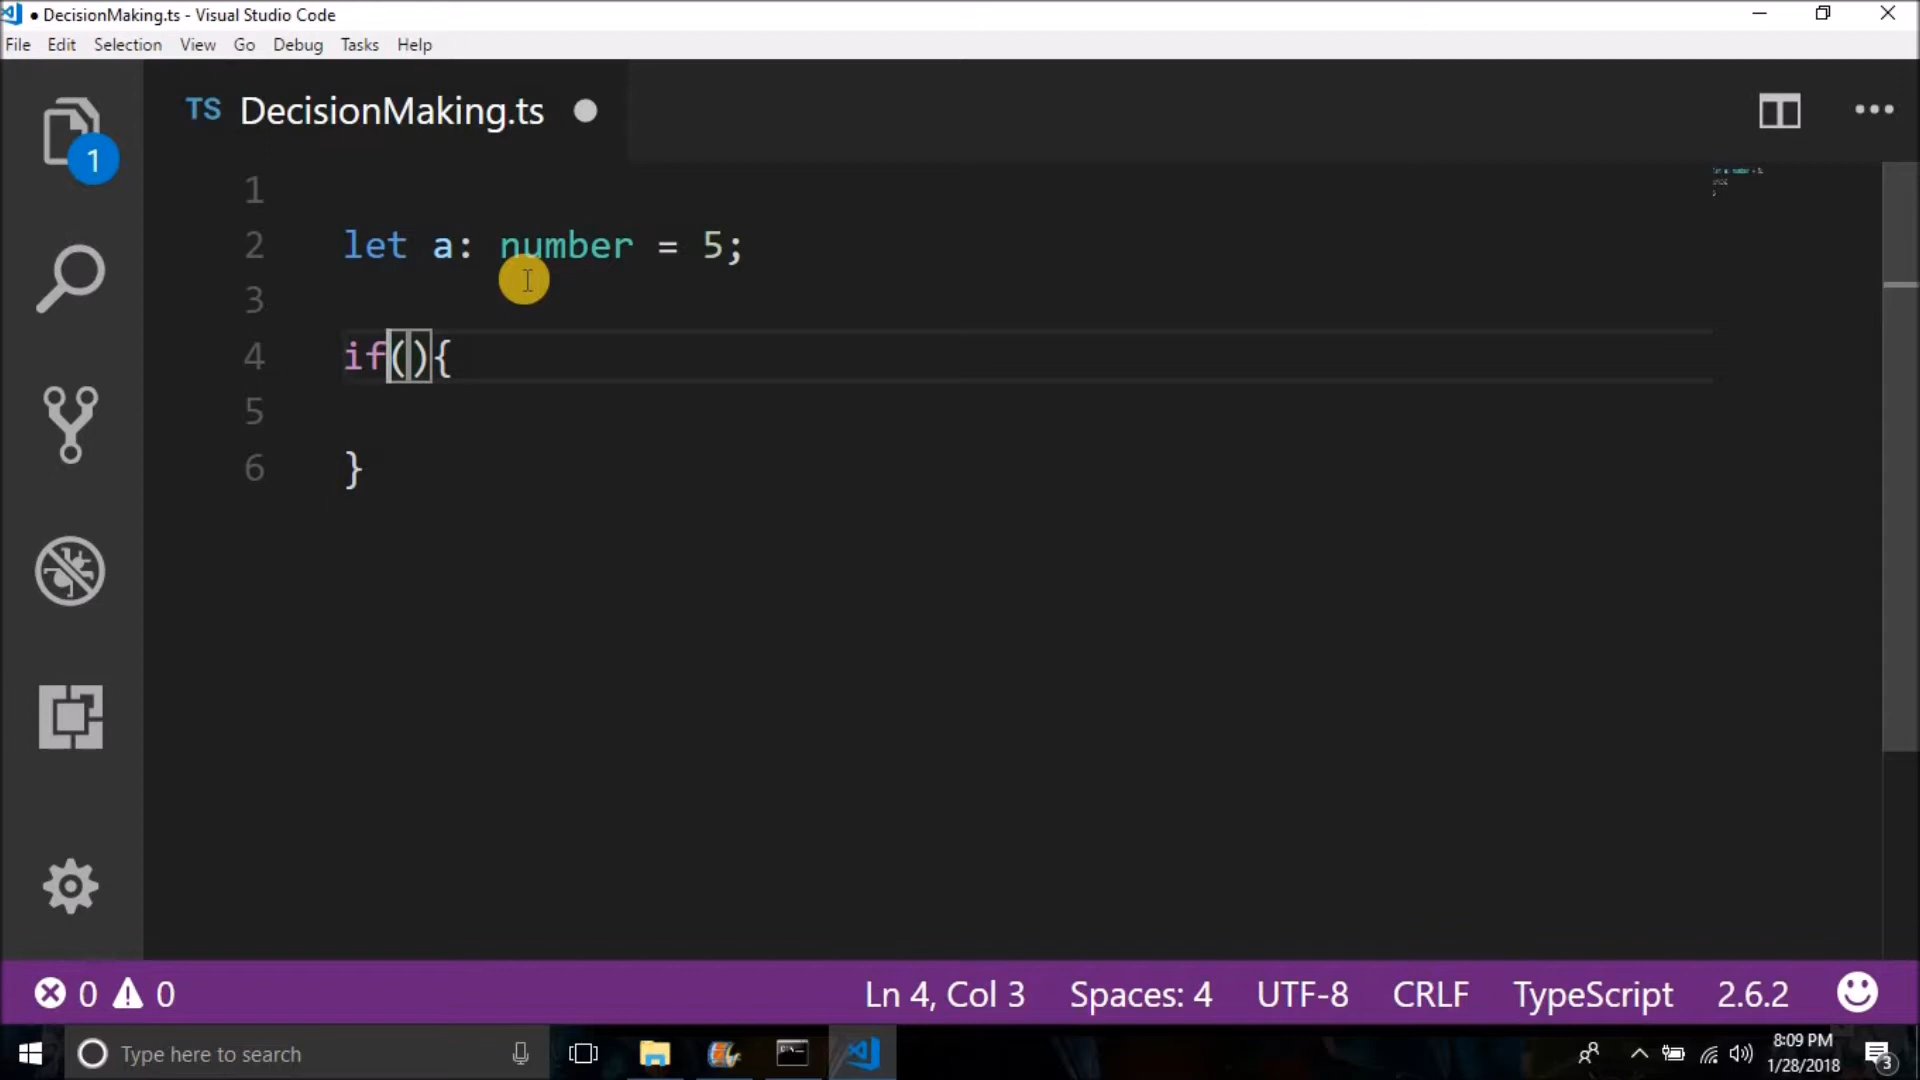 ● DecisionMaking.ts - Visual Studio Code
File Edit Selection View Go Debug Tasks Help
1
TS DecisionMaking.ts ●
1
2 let a: number = 5;
3
4 if(){
5
6 }
0 0 Ln 4, Col 3 Spaces: 4 UTF-8 CRLF TypeScript 2.6.2
Type here to search
8:09 PM
1/28/2018
3